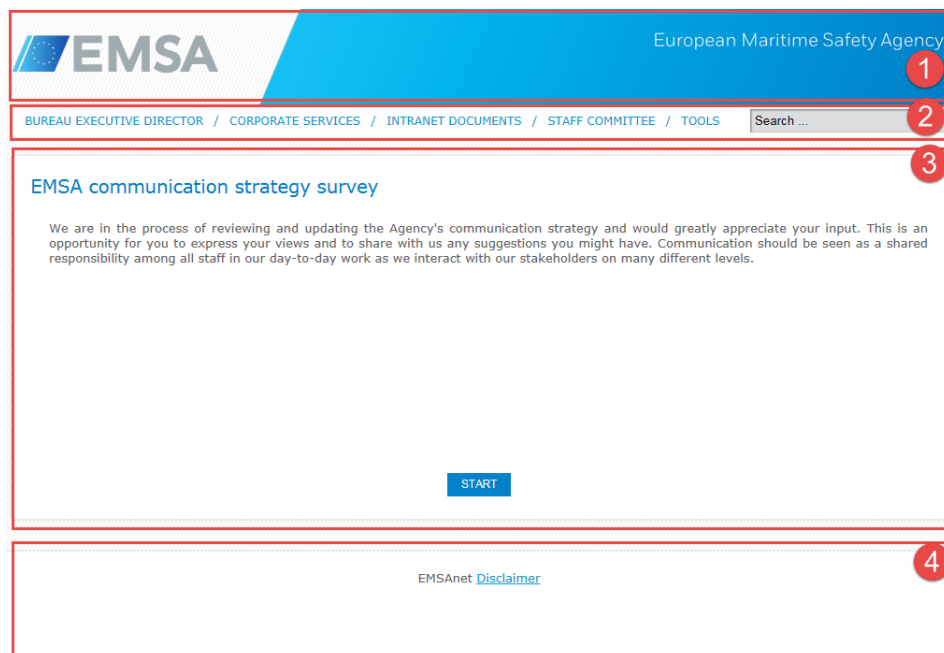 EMSA
European Maritime Safety Agency
1
BUREAU EXECUTIVE DIRECTOR / CORPORATE SERVICES / INTRANET DOCUMENTS / STAFF COMMITTEE / TOOLS
Search ...
2
3
EMSA communication strategy survey
We are in the process of reviewing and updating the Agency's communication strategy and would greatly appreciate your input. This is an
opportunity for you to express your views and to share with us any suggestions you might have. Communication should be seen as a shared
responsibility among all staff in our day-to-day work as we interact with our stakeholders on many different levels.
START
4
EMSAnet Disclaimer